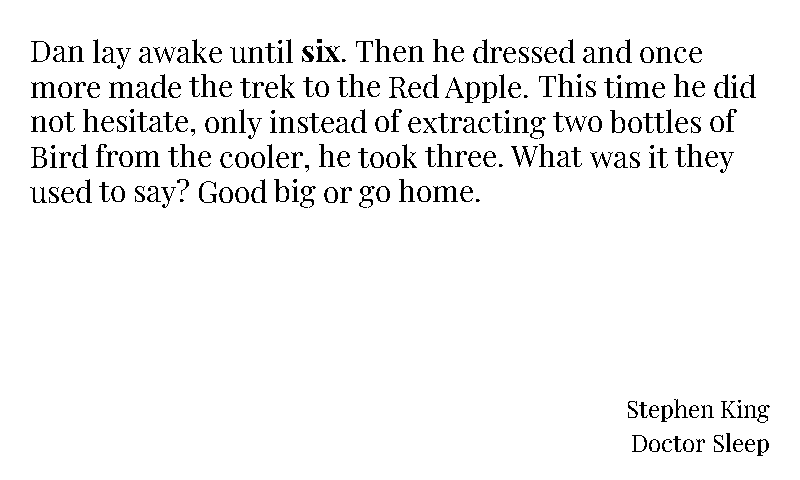 Dan lay awake until six. Then he dressed and once
more made the trek to the Red Apple. This time he did
not hesitate, only instead of extracting two bottles of
Bird from the cooler, he took three. What was it they
used to say? Good big or go home.
Stephen King
Doctor Sleep